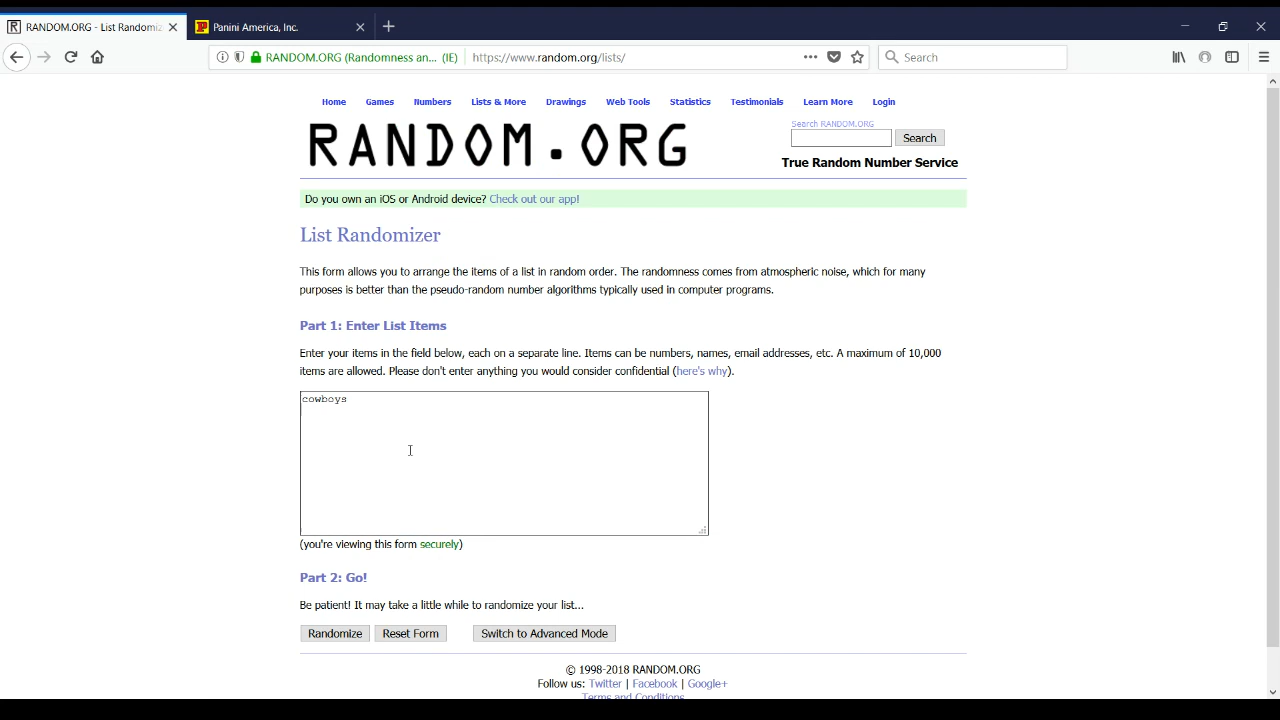 RANDOM.ORG - List Randomiz
Panini America, Inc.
RANDOM.ORG (Randomness an... (IE)
https://www.random.org/lists/
Search
Home Games Numbers Lists & More Drawings Web Tools Statistics Testimonials Learn More Login
RANDOM.ORG
Search RANDOM.ORG
Search
True Random Number Service
Do you own an iOS or Android device? Check out our app!
List Randomizer
This form allows you to arrange the items of a list in random order. The randomness comes from atmospheric noise, which for many
purposes is better than the pseudo-random number algorithms typically used in computer programs.
Part 1: Enter List Items
Enter your items in the field below, each on a separate line. Items can be numbers, names, email addresses, etc. A maximum of 10,000
items are allowed. Please don't enter anything you would consider confidential (here's why).
cowboys
(you're viewing this form securely)
Part 2: Go!
Be patient! It may take a little while to randomize your list...
Randomize Reset Form Switch to Advanced Mode
© 1998-2018 RANDOM.ORG
Follow us: Twitter | Facebook | Google+
Terms and Conditions